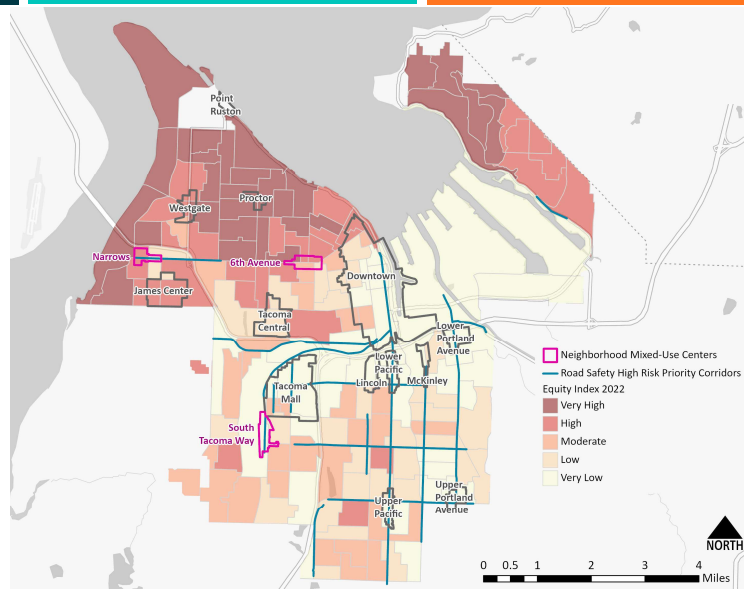 Point
Ruston
Westgate
Proctor
Narrows
6th Avenue
Downtown
James Center
Tacoma
Central
Lower
Portland
Avenue
Lower
Pacific
Lincoln
McKinley
Tacoma
Mall
South
Tacoma Way
Upper
Pacific
Upper
Portland
Avenue
Neighborhood Mixed-Use Centers
Road Safety High Risk Priority Corridors
Equity Index 2022
Very High
High
Moderate
Low
Very Low
NORTH
0 0.5 1 2 3 4
Miles